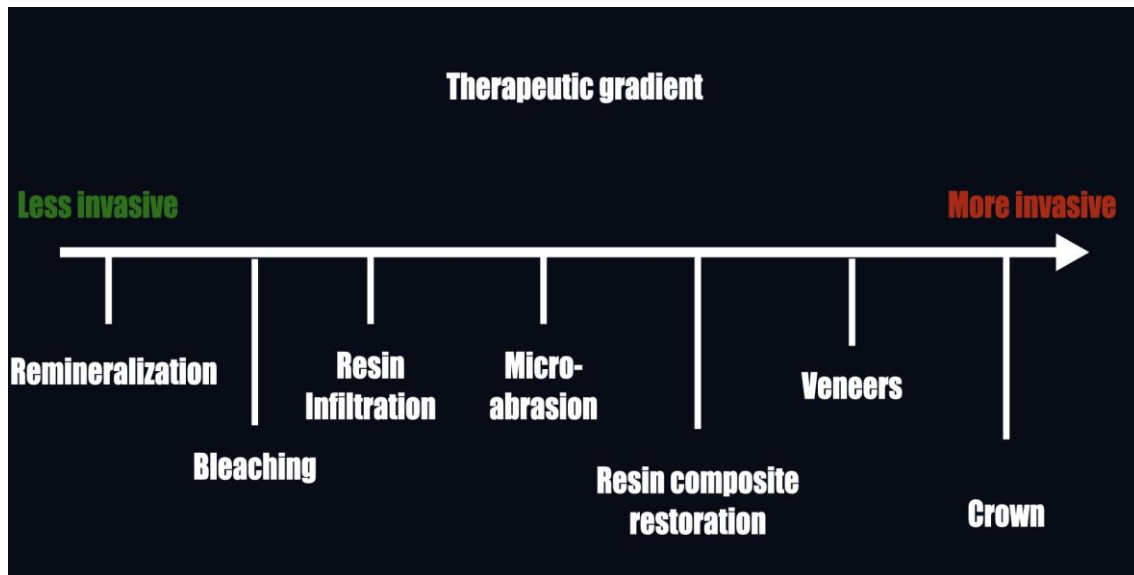 Therapeutic gradient
Less invasive
More invasive
Remineralization
Bleaching
Resin
Infiltration
Micro-
abrasion
Resin composite
restoration
Veneers
Crown